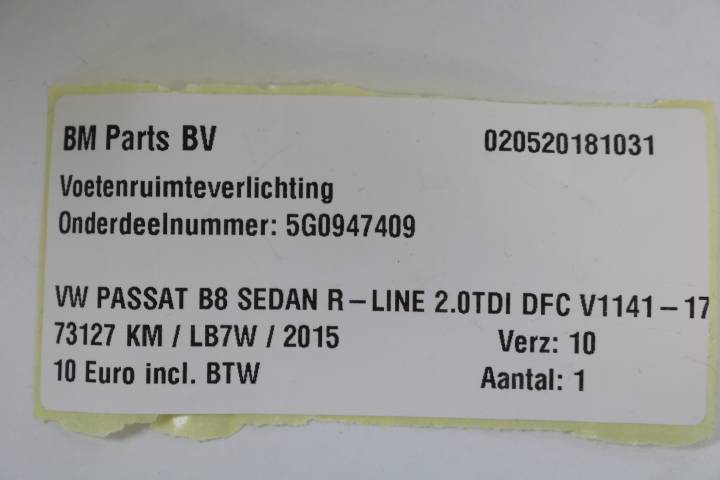 BM Parts BV 020520181031
Voetenruimteverlichting
Onderdeelnummer: 5G0947409
VW PASSAT B8 SEDAN R-LINE 2.0TDI DFC V1141-17
73127 KM / LB7W / 2015 Verz: 10
10 Euro incl. BTW Aantal: 1